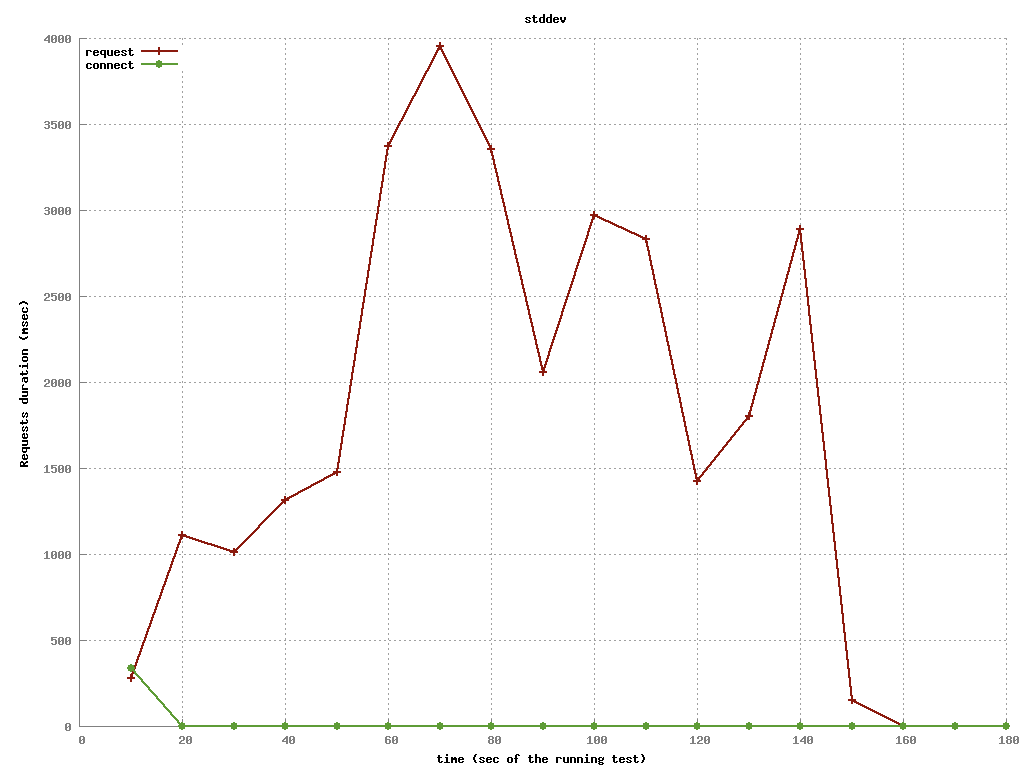 stddev
4000
request
connect
3500
3000
2500
Requests duration (msec)
2000
1500
1000
500
0
0 20 40 60 80 100 120 140 160 180
time (sec of the running test)